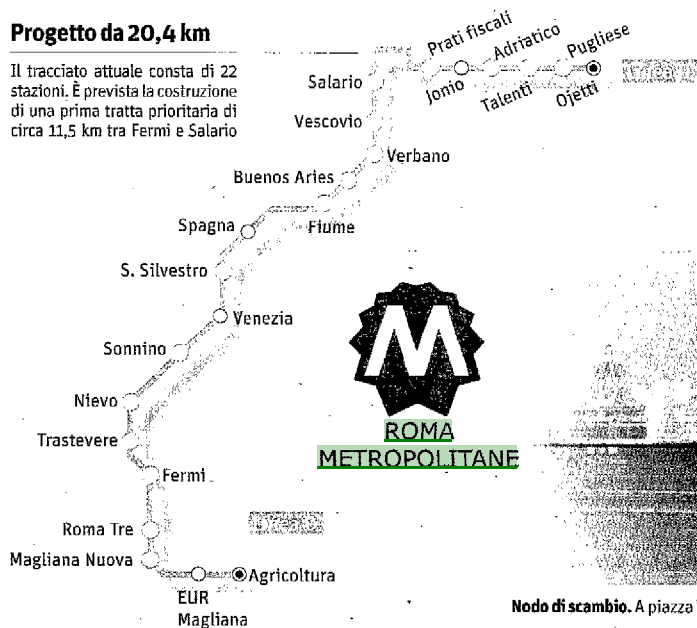 Progetto da 20,4 km
Il tracciato attuale consta di 22
stazioni. È prevista la costruzione
di una prima tratta prioritaria di
circa 11,5 km tra Fermi e Salario
Prati fiscali
Adriatico
Pugliese
Jonio
Talenti
Ojetti
Salario
Vescovio
Verbano
Buenos Aries
Fiume
Spagna
S. Silvestro
Venezia
Sonnino
Nievo
Trastevere
Fermi
Roma Tre
Magliana Nuova
Agricoltura
EUR
Magliana
M
ROMA
METROPOLITANE
Nodo di scambio. A piazza